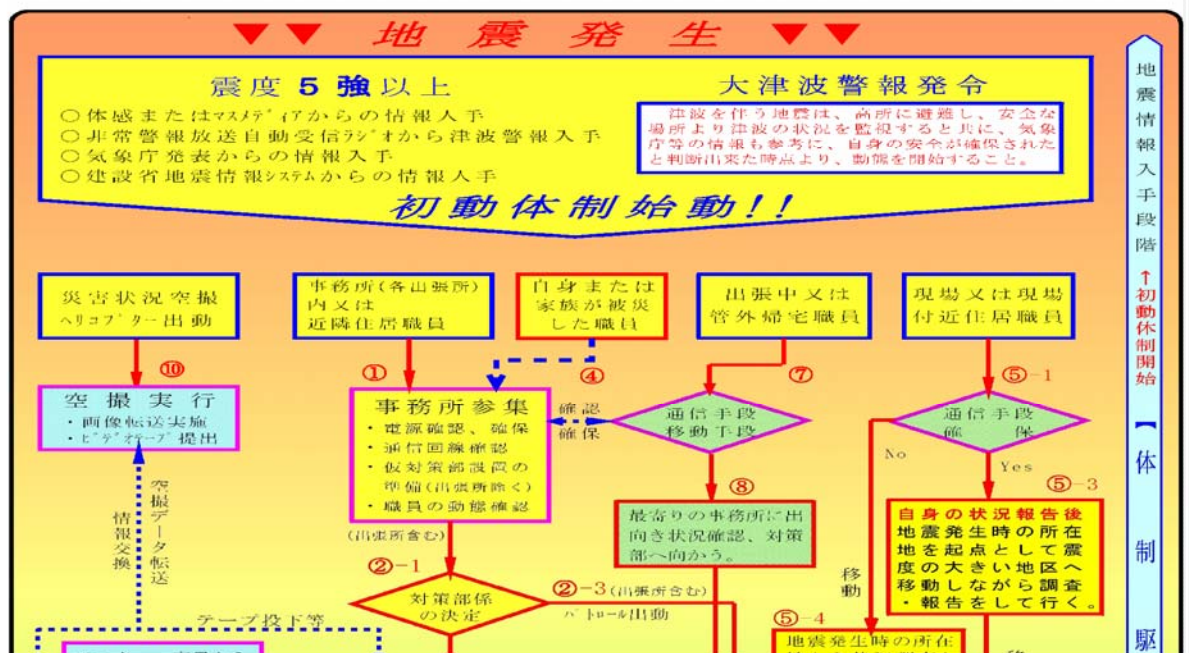 地震発生
震度5強以上
○体感またはマスメディアからの情報入手
○非常警報放送自動受信ラジオから津波警報入手
○気象庁発表からの情報入手
○建設省地震情報システムからの情報入手
大津波警報発令
津波を伴う地震は、高所に避難し、安全な
場所より津波の状況を監視すると共に、気象
庁等の情報も参考に、自身の安全が確保された
と判断出来た時点より、動態を開始すること。
初動体制始動!!
災害状況空撮
ヘリコプター出動
事務所(各出張所)
内又は
近隣住居職員
自身または
家族が被災
した職員
出張中又は
管外帰宅職員
現場又は現場
付近住居職員
⑩
①
④
⑦
⑤-1
空撮実行
・画像転送実施
・ビデオテープ提出
事務所参集
・電源確認、確保
・通信回線確認
・仮対策部設置の
準備(出張所除く)
・職員の動態確認
確認
確保
通信手段
移動手段
通信手段
確保
No
Yes
⑤-3
⑧
最寄りの事務所に出
向き状況確認、対策
部へ向かう。
自身の状況報告後
地震発生時の所在
地を起点として震
度の大きい地区へ
移動しながら調査
・報告をして行く。
空撮データ転送
情報交換
(出張所含む)
②-1
対策部係
の決定
②-3(出張所含む)
パトロール出動
移動
⑤-4
地震発生時の所在
テープ投下等
地震情報入手段階
↑初動体制開始
【体制
駆